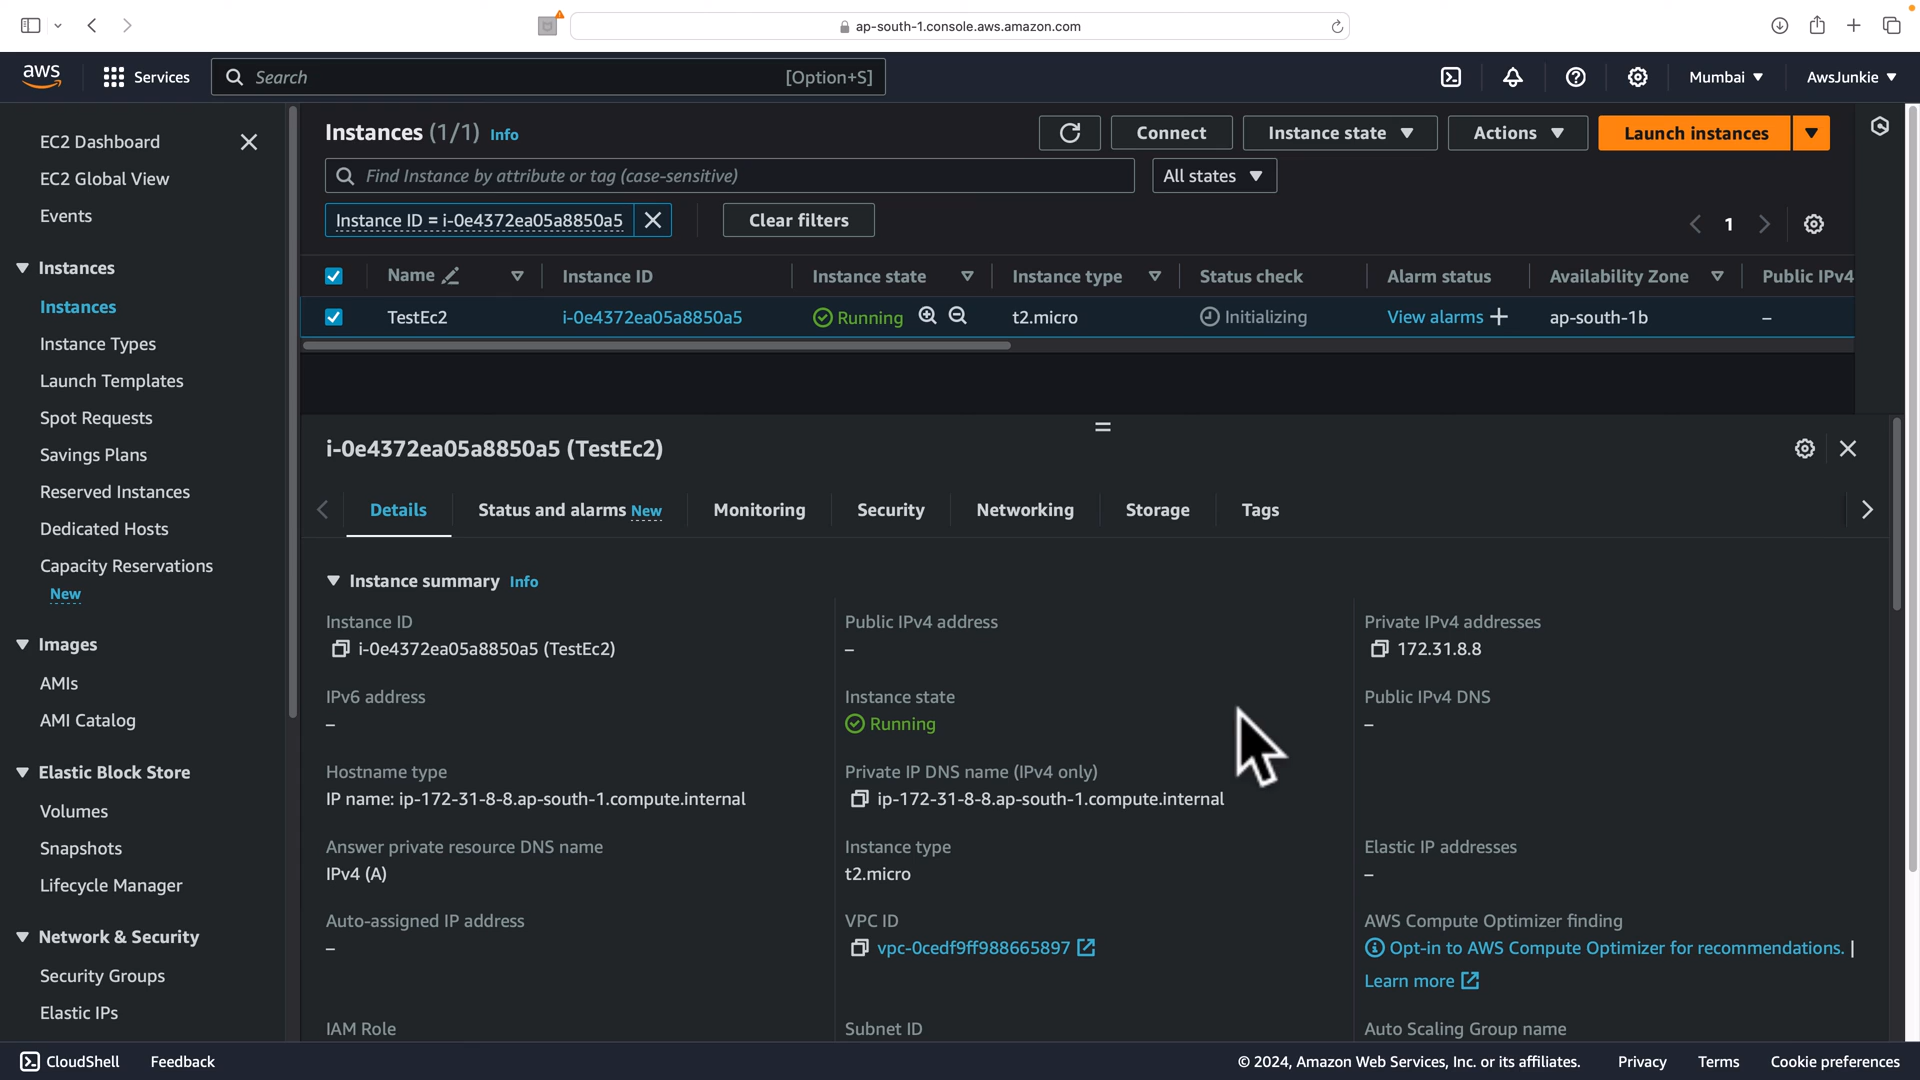 ap-south-1.console.aws.amazon.com
aws
Services
Search
[Option+S]
Mumbai
AwsJunkie
EC2 Dashboard
EC2 Global View
Events
Instances
Instances
Instance Types
Launch Templates
Spot Requests
Savings Plans
Reserved Instances
Dedicated Hosts
Capacity Reservations
New
Images
AMIs
AMI Catalog
Elastic Block Store
Volumes
Snapshots
Lifecycle Manager
Network & Security
Security Groups
Elastic IPs
Instances (1/1) Info
Connect
Instance state
Actions
Launch instances
Find Instance by attribute or tag (case-sensitive)
All states
Instance ID = i-0e4372ea05a8850a5
Clear filters
1
Name
Instance ID
Instance state
Instance type
Status check
Alarm status
Availability Zone
Public IPv4
TestEc2
i-0e4372ea05a8850a5
Running
t2.micro
Initializing
View alarms +
ap-south-1b
–
i-0e4372ea05a8850a5 (TestEc2)
Details
Status and alarms New
Monitoring
Security
Networking
Storage
Tags
Instance summary Info
Instance ID
i-0e4372ea05a8850a5 (TestEc2)
Public IPv4 address
–
Private IPv4 addresses
172.31.8.8
IPv6 address
–
Instance state
Running
Public IPv4 DNS
–
Hostname type
IP name: ip-172-31-8-8.ap-south-1.compute.internal
Private IP DNS name (IPv4 only)
ip-172-31-8-8.ap-south-1.compute.internal
Answer private resource DNS name
IPv4 (A)
Instance type
t2.micro
Elastic IP addresses
–
Auto-assigned IP address
–
VPC ID
vpc-0cedf9ff988665897
AWS Compute Optimizer finding
Opt-in to AWS Compute Optimizer for recommendations. |
Learn more
IAM Role
Subnet ID
Auto Scaling Group name
CloudShell
Feedback
© 2024, Amazon Web Services, Inc. or its affiliates.
Privacy
Terms
Cookie preferences